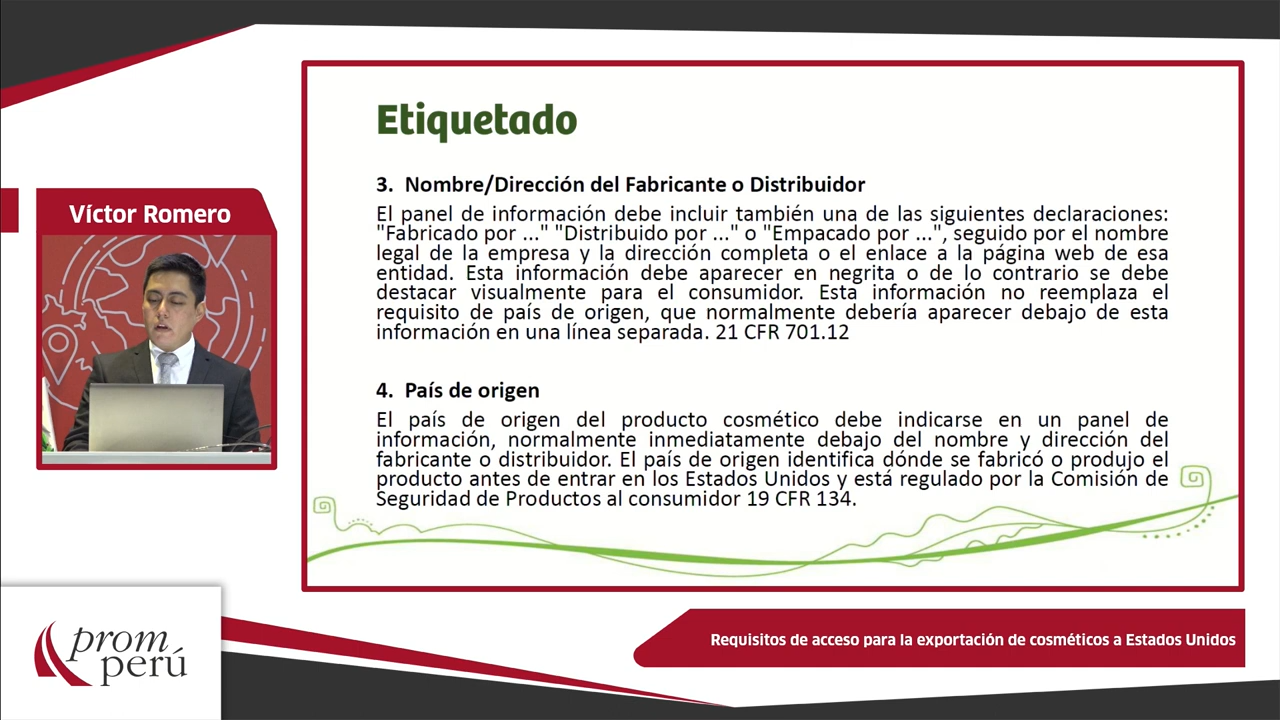 Etiquetado
3. Nombre/Dirección del Fabricante o Distribuidor
El panel de información debe incluir también una de las siguientes declaraciones:
"Fabricado por ..." "Distribuido por ..." o "Empacado por ...", seguido por el nombre
legal de la empresa y la dirección completa o el enlace a la página web de esa
entidad. Esta información debe aparecer en negrita o de lo contrario se debe
destacar visualmente para el consumidor. Esta información no reemplaza el
requisito de país de origen, que normalmente debería aparecer debajo de esta
información en una línea separada. 21 CFR 701.12
4. País de origen
El país de origen del producto cosmético debe indicarse en un panel de
información, normalmente inmediatamente debajo del nombre y dirección del
fabricante o distribuidor. El país de origen identifica dónde se fabricó o produjo el
producto antes de entrar en los Estados Unidos y está regulado por la Comisión de
Seguridad de Productos al consumidor 19 CFR 134.
Víctor Romero
prom
perú
Requisitos de acceso para la exportación de cosméticos a Estados Unidos